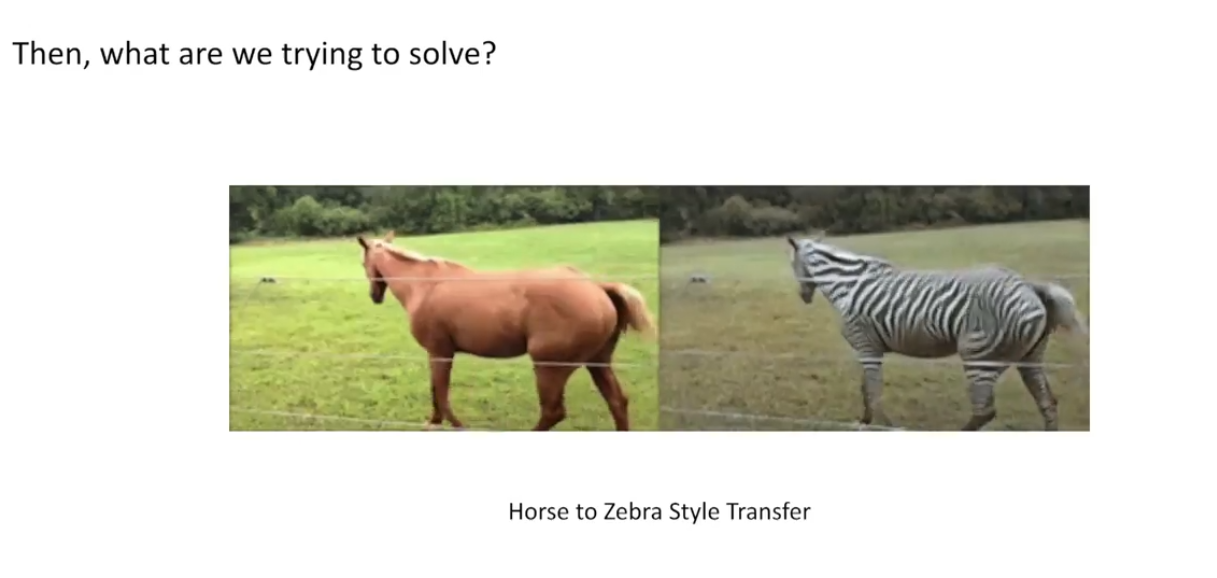 Then, what are we trying to solve?
Horse to Zebra Style Transfer